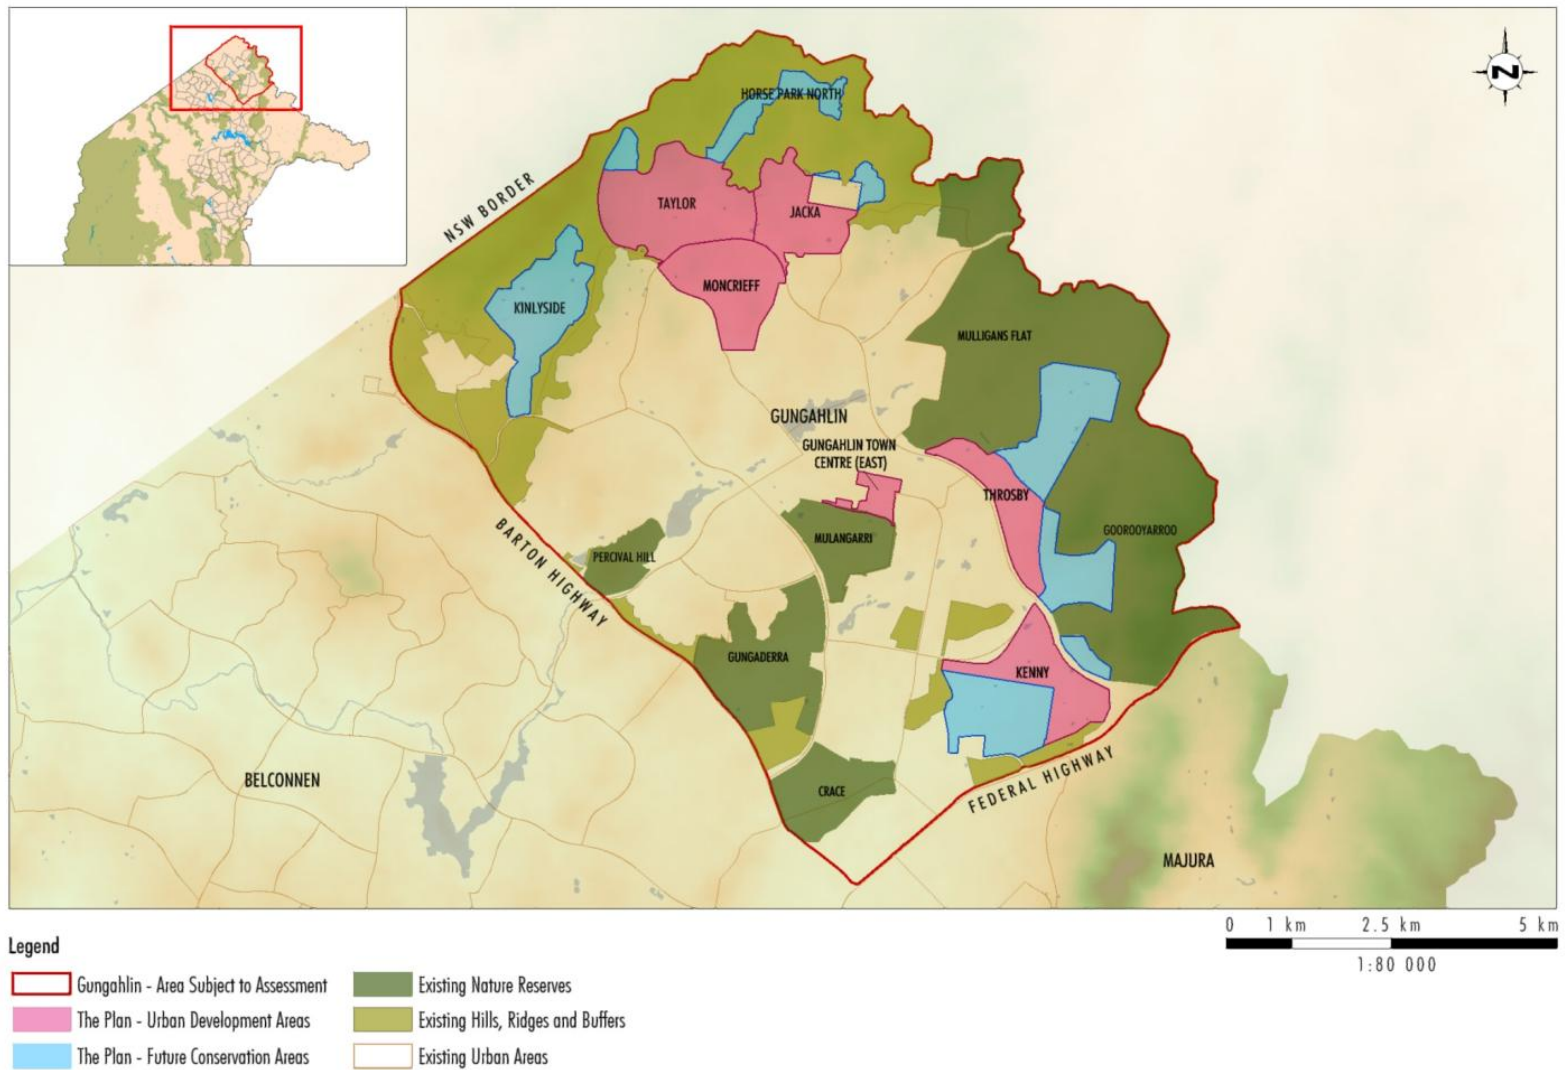 N
HORSE PARK NORTH
NSW BORDER
TAYLOR
JACKA
MONCRIEFF
KINLYSIDE
MULLIGANS FLAT
GUNGAHLIN
GUNGAHLIN TOWN
CENTRE (EAST)
THROSBY
GOOROOYARROO
MULANGARRI
PERCIVAL HILL
BARTON HIGHWAY
GUNGADERRA
KENNY
BELCONNEN
CRACE
FEDERAL HIGHWAY
MAJURA
0 1 km 2.5 km 5 km
1:80 000
Legend
Gungahlin - Area Subject to Assessment
The Plan - Urban Development Areas
The Plan - Future Conservation Areas
Existing Nature Reserves
Existing Hills, Ridges and Buffers
Existing Urban Areas